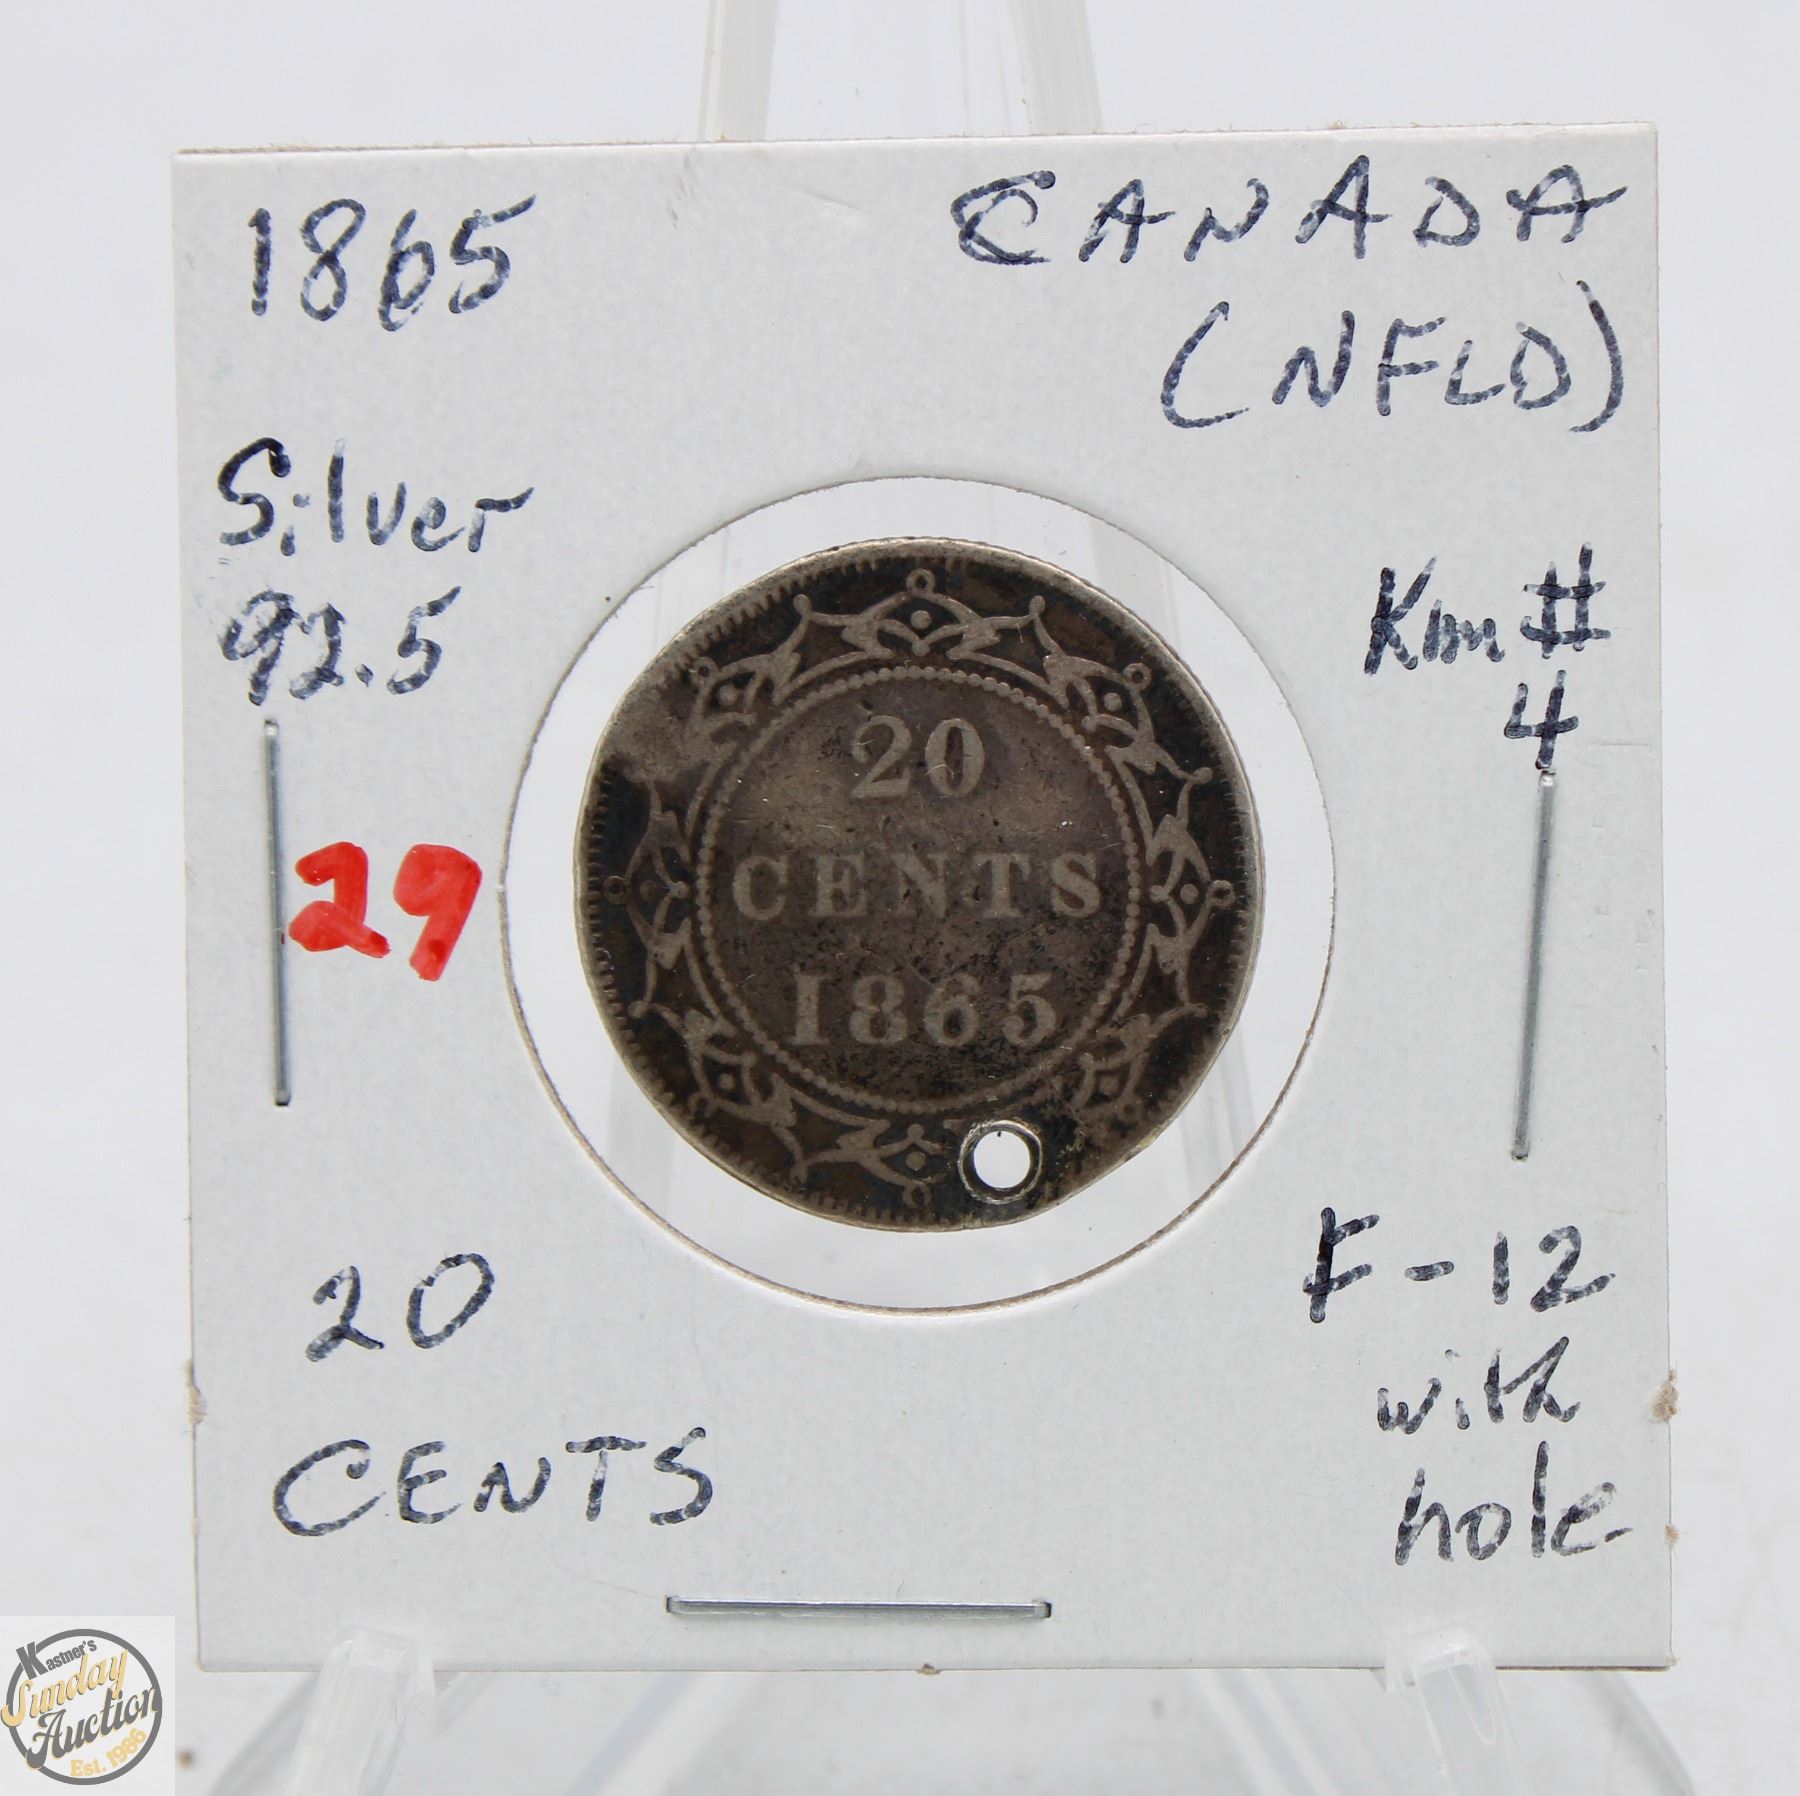 1865
CANADA
(NFLD)
Silver
92.5
Km #
4
29
20
CENTS
1865
20
CENTS
F-12
with
hole
Kastner's
Sunday
Auction
Est. 1986